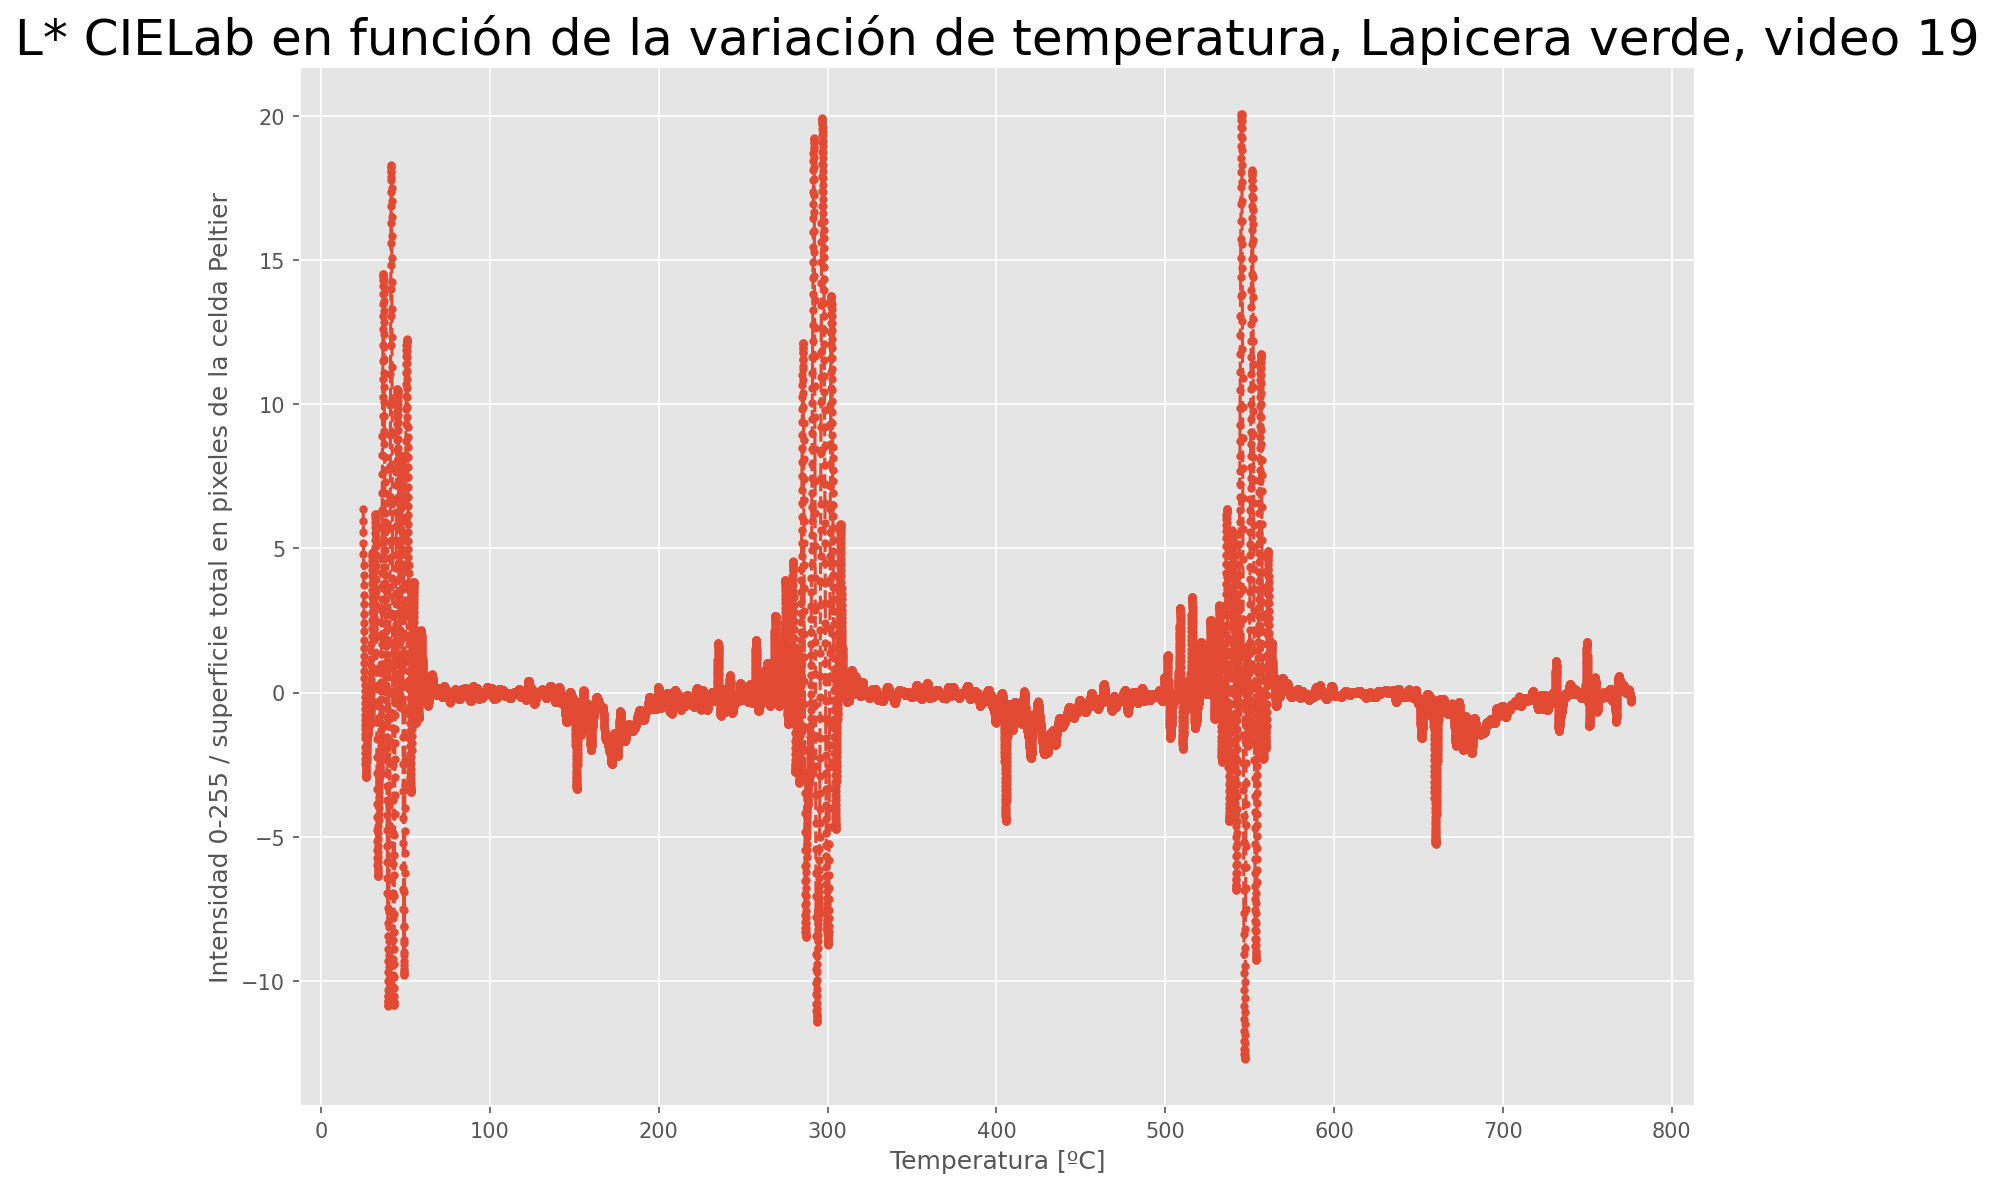 L* CIELab en función de la variación de temperatura, Lapicera verde, video 19
Intensidad 0-255 / superficie total en pixeles de la celda Peltier
20
15
10
5
0
−5
−10
0 100 200 300 400 500 600 700 800
Temperatura [ºC]